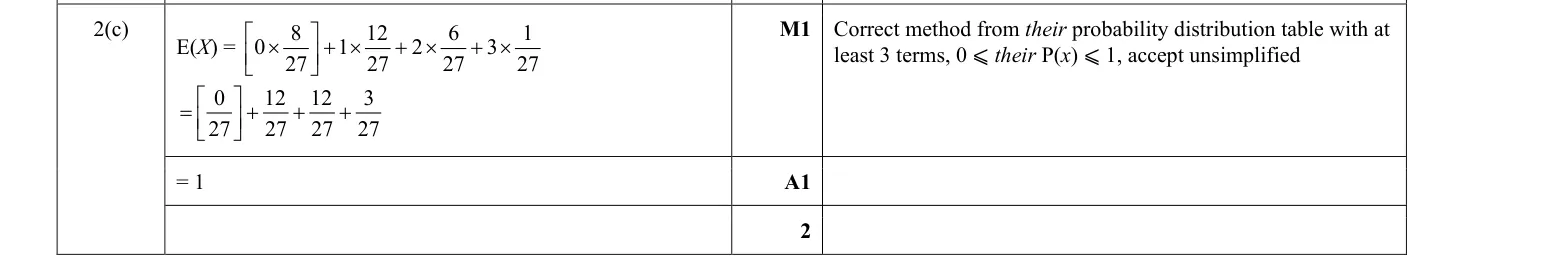 2(c)
E(X) = [0 × 8/27] + 1 × 12/27 + 2 × 6/27 + 3 × 1/27
= [0/27] + 12/27 + 12/27 + 3/27
M1
Correct method from their probability distribution table with at
least 3 terms, 0 ⩽ their P(x) ⩽ 1, accept unsimplified
= 1
A1
2